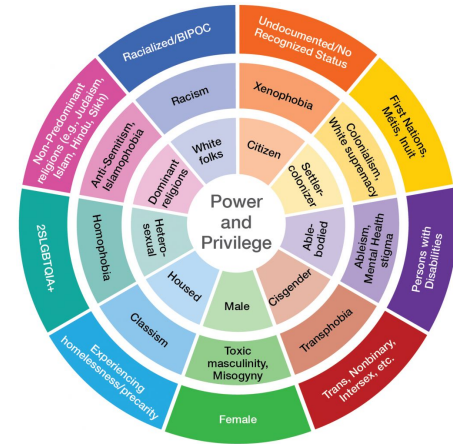 Racialized/BIPOC
Undocumented/No
Recognized Status
First Nations,
Métis, Inuit
Persons with
Disabilities
Trans, Nonbinary,
Intersex, etc.
Female
Experiencing
homelessness/precarity
2SLGBTQIA+
Non-Predominant
religions (e.g., Judaism,
Islam, Hindu, Sikh)
Racism
Xenophobia
Colonialism,
White supremacy
Ableism,
Mental Health
stigma
Transphobia
Toxic
masculinity,
Misogyny
Classism
Homophobia
Anti-Semitism,
Islamophobia
White
folks
Citizen
Settler-
colonizer
Able-
bodied
Cisgender
Male
Housed
Hetero-
sexual
Dominant
religions
Power
and
Privilege